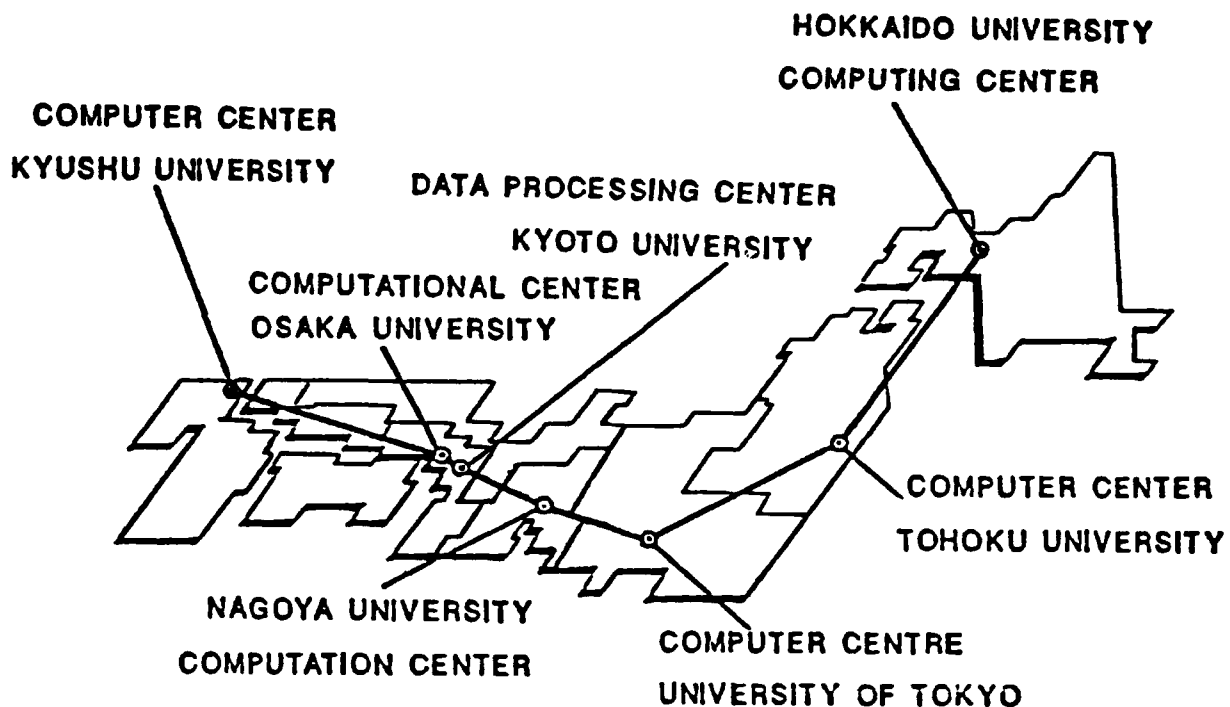 HOKKAIDO UNIVERSITY
COMPUTING CENTER
COMPUTER CENTER
KYUSHU UNIVERSITY
DATA PROCESSING CENTER
KYOTO UNIVERSITY
COMPUTATIONAL CENTER
OSAKA UNIVERSITY
COMPUTER CENTER
TOHOKU UNIVERSITY
NAGOYA UNIVERSITY
COMPUTATION CENTER
COMPUTER CENTRE
UNIVERSITY OF TOKYO